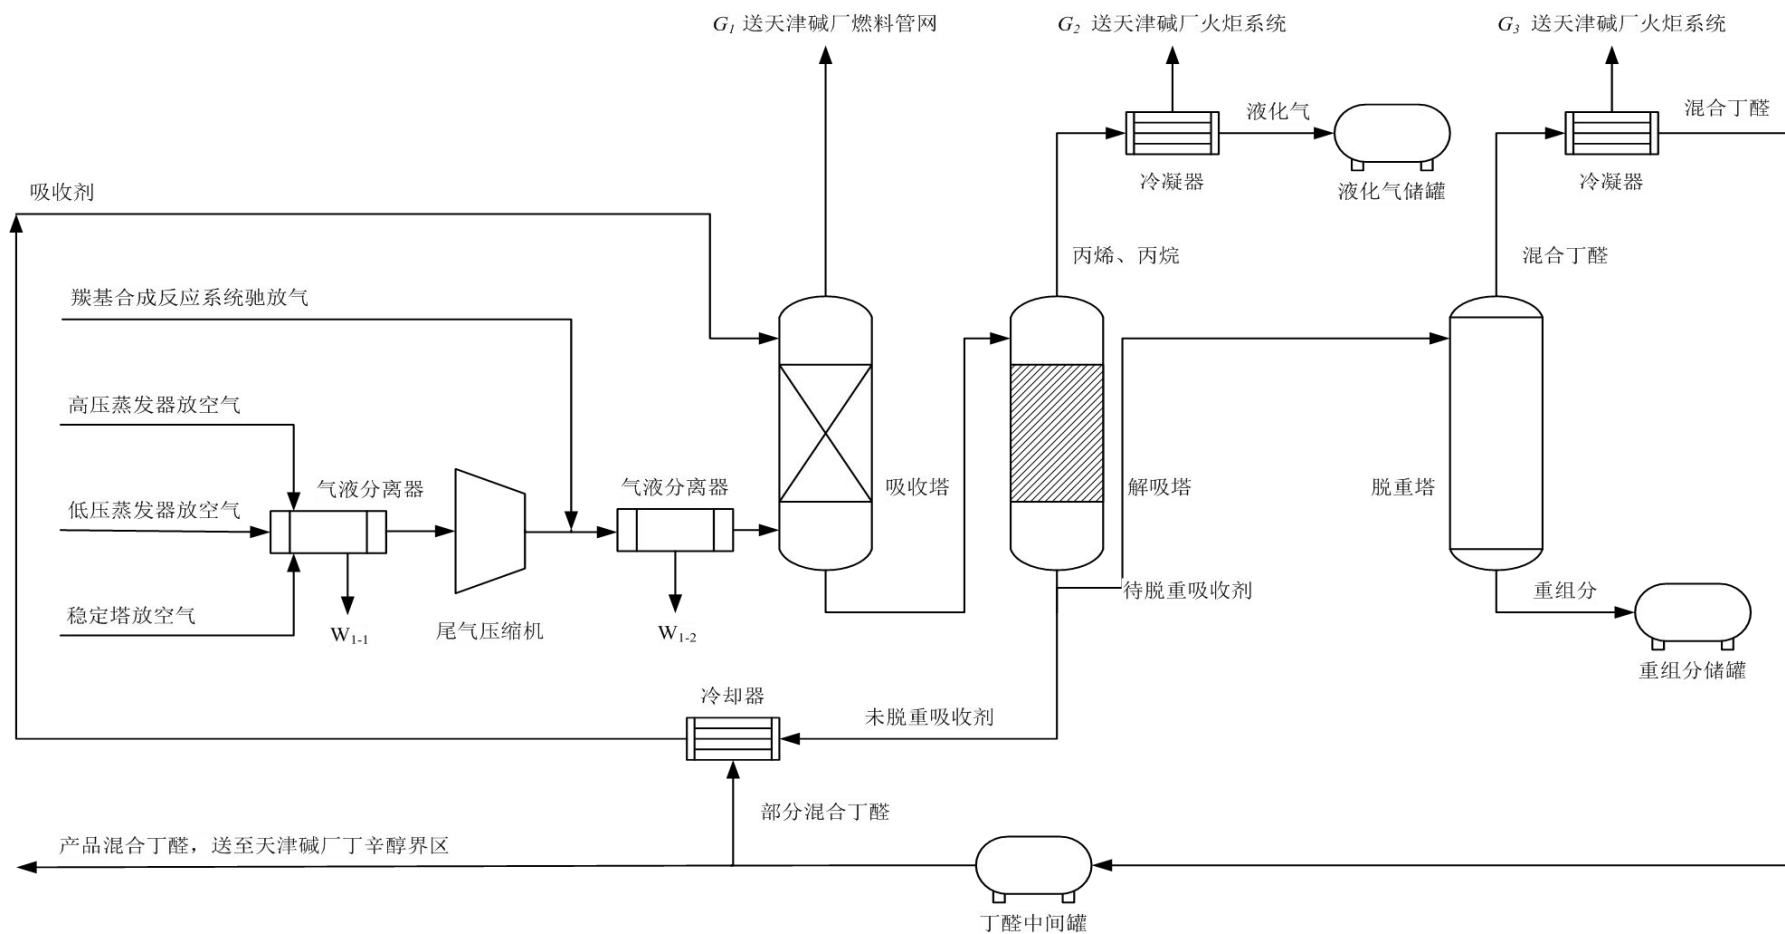 G1 送天津碱厂燃料管网
G2 送天津碱厂火炬系统
G3 送天津碱厂火炬系统
液化气
混合丁醛
冷凝器
液化气储罐
冷凝器
吸收剂
丙烯、丙烷
混合丁醛
羰基合成反应系统驰放气
高压蒸发器放空气
气液分离器
气液分离器
吸收塔
解吸塔
脱重塔
低压蒸发器放空气
待脱重吸收剂
重组分
稳定塔放空气
W1-1
尾气压缩机
W1-2
重组分储罐
冷却器
未脱重吸收剂
部分混合丁醛
产品混合丁醛，送至天津碱厂丁辛醇界区
丁醛中间罐